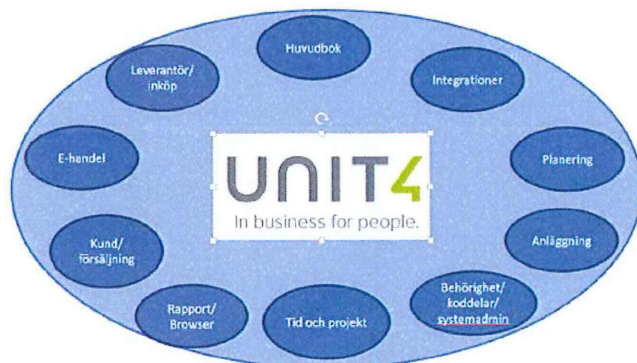 Huvudbok
Leverantör/
inköp
Integrationer
E-handel
UNIT4
In business for people.
Planering
Kund/
försäljning
Anläggning
Rapport/
Browser
Tid och projekt
Behörighet/
koddelar/
systemadmin